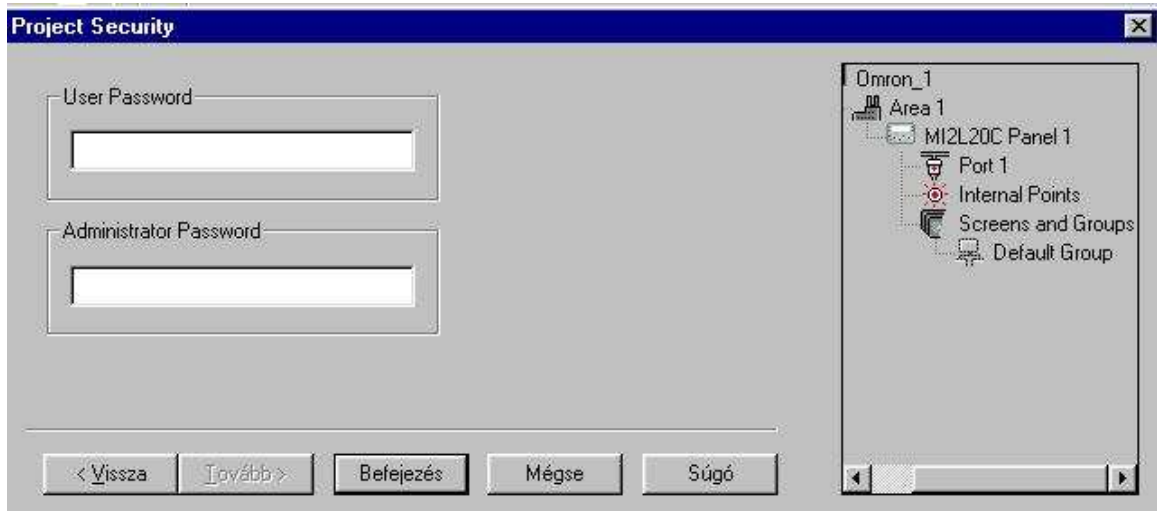 Project Security
User Password
Administrator Password
< Vissza
Tovább >
Befejezés
Mégse
Súgó
Omron_1
Area 1
MI2L20C Panel 1
Port 1
Internal Points
Screens and Groups
Default Group